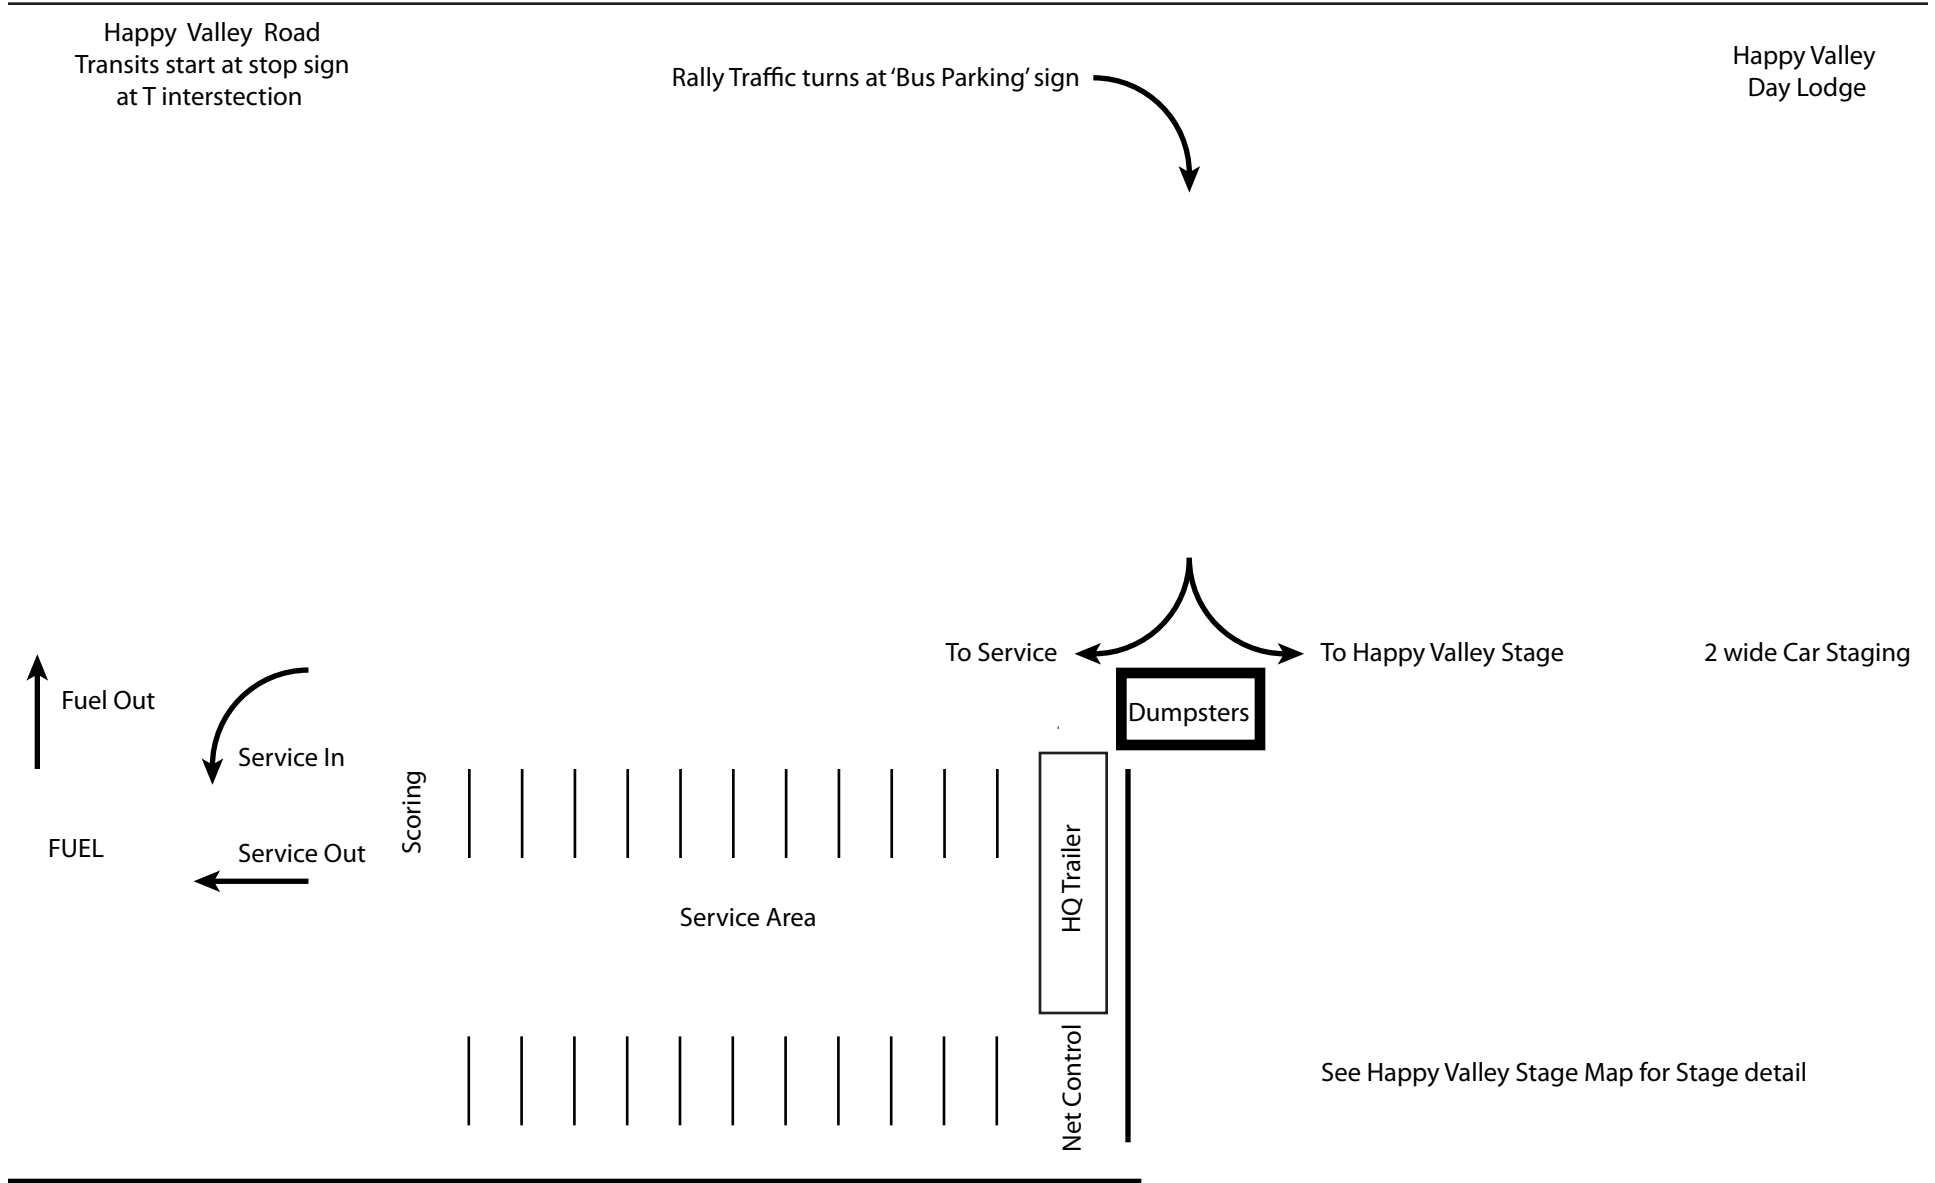 Happy Valley Road
Transits start at stop sign
at T interstection
Rally Traffic turns at ‘Bus Parking’ sign
Happy Valley
Day Lodge
To Service
To Happy Valley Stage
2 wide Car Staging
Fuel Out
Dumpsters
Service In
Scoring
FUEL
Service Out
HQ Trailer
Service Area
Net Control
See Happy Valley Stage Map for Stage detail